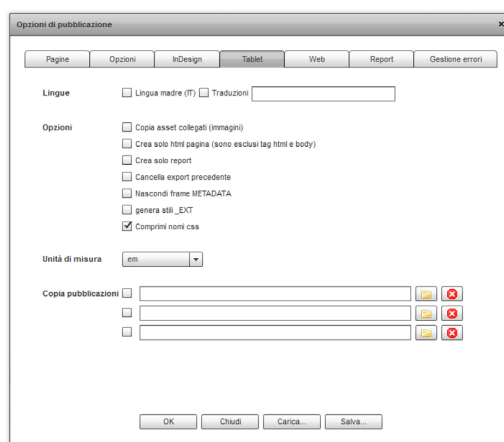 Opzioni di pubblicazione
Pagine Opzioni InDesign Tablet Web Report Gestione errori
Lingue Lingua madre (IT) Traduzioni
Opzioni Copia asset collegati (immagini)
Crea solo html pagina (sono esclusi tag html e body)
Crea solo report
Cancella export precedente
Nascondi frame METADATA
genera stili _EXT
Comprimi nomi css
Unità di misura em
Copia pubblicazioni
OK Chiudi Carica... Salva...